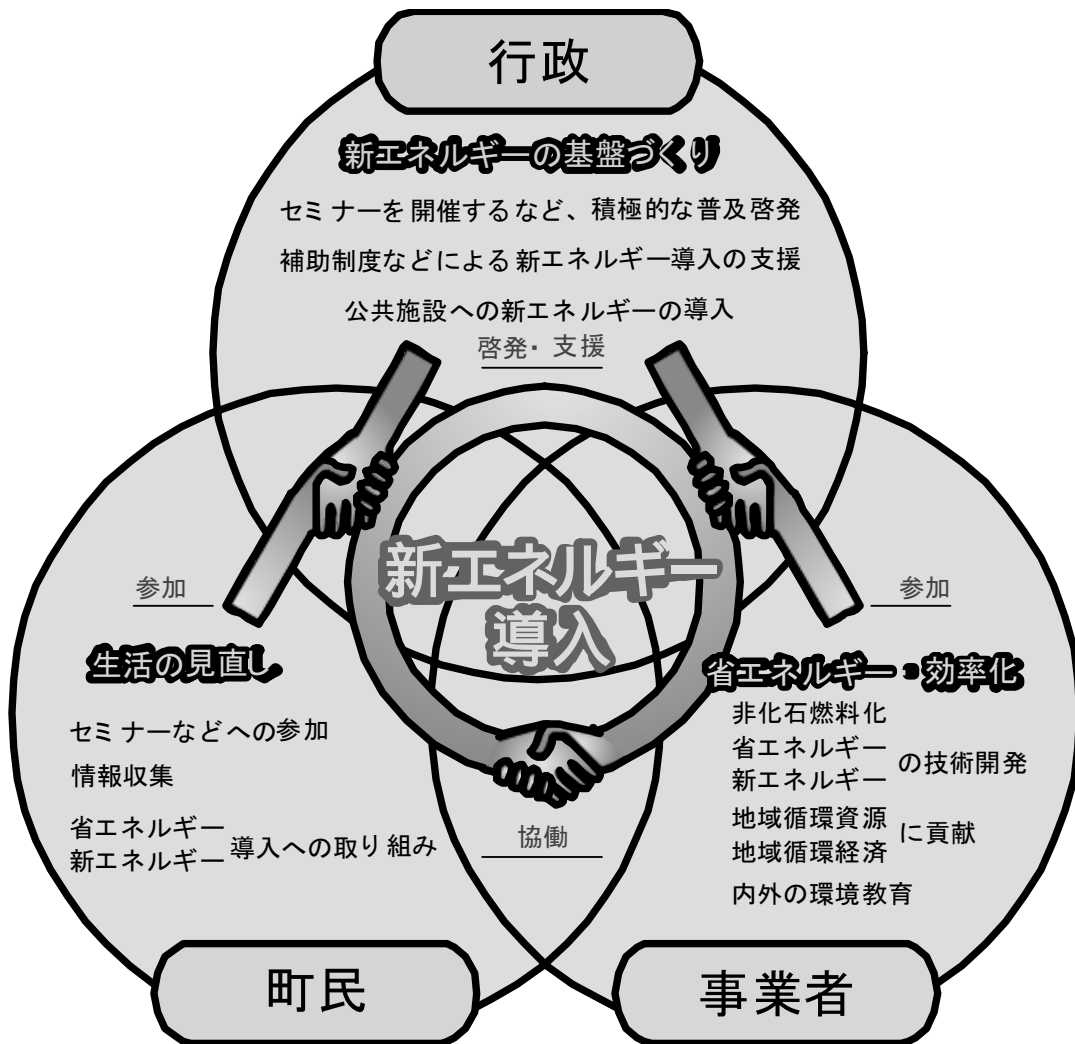 行政
新エネルギーの基盤づくり
セミナーを開催するなど、積極的な普及啓発
補助制度などによる新エネルギー導入の支援
公共施設への新エネルギーの導入
啓発・支援
新エネルギー
導入
参加
生活の見直し
セミナーなどへの参加
情報収集
省エネルギー
新エネルギー
導入への取り組み
協働
参加
省エネルギー・効率化
非化石燃料化
省エネルギー
新エネルギー
の技術開発
地域循環資源
地域循環経済
に貢献
内外の環境教育
町民
事業者